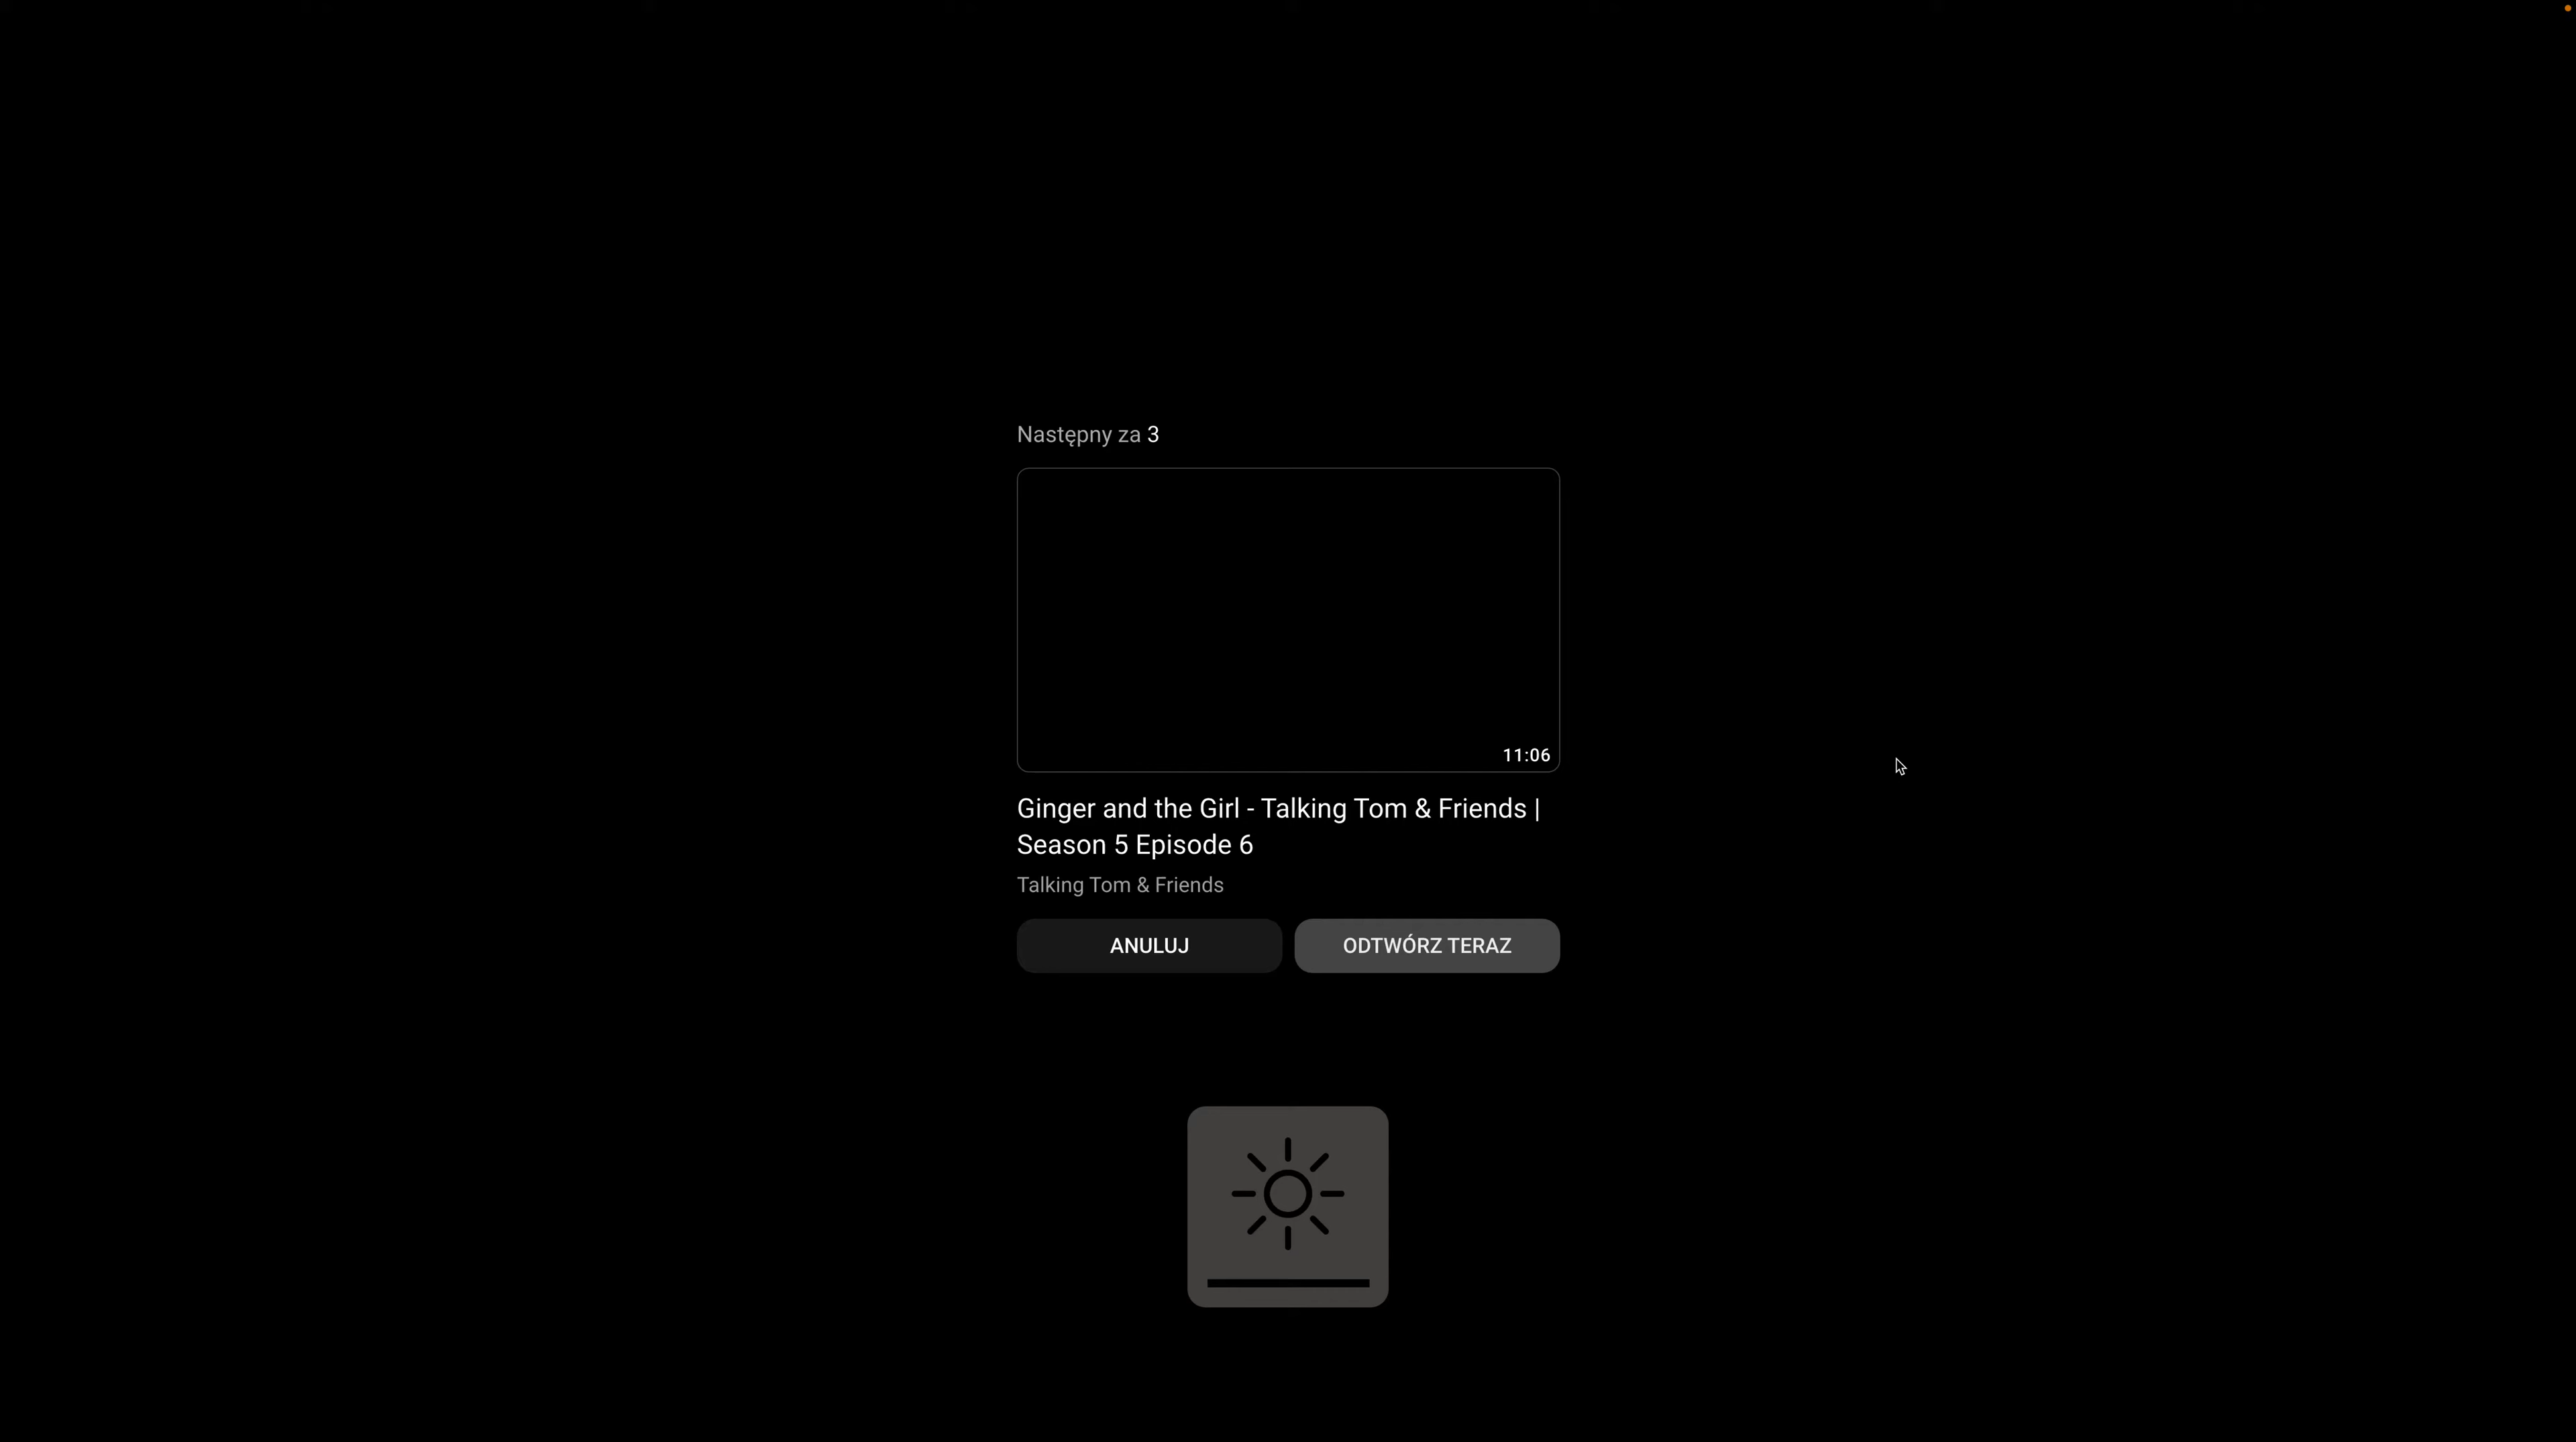 Następny za 3
11:06
Ginger and the Girl - Talking Tom & Friends |
Season 5 Episode 6
Talking Tom & Friends
ANULUJ
ODTWÓRZ TERAZ